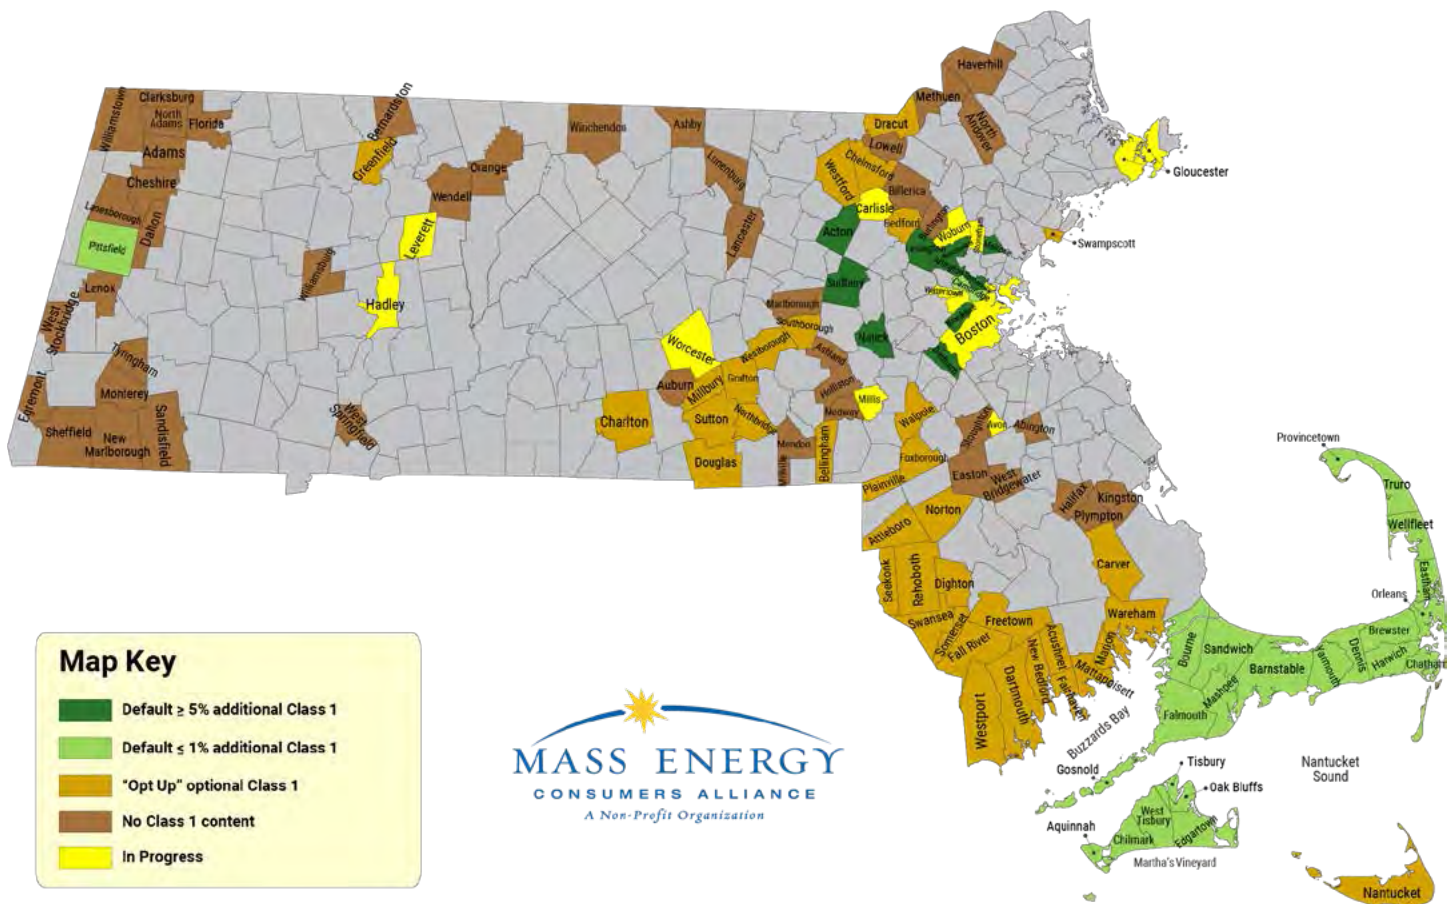 Haverhill
Methuen
North
Andover
Dracut
Lowell
Chelmsford
Westford
Billerica
Carlisle
Bedford
Burlington
Woburn
Gloucester
Swampscott
Clarksburg
Williamstown
North
Adams
Florida
Adams
Cheshire
Lanesborough
Dalton
Pittsfield
Lenox
West
Stockbridge
Tyringham
Monterey
Egremont
Sheffield
New
Marlborough
Sandisfield
Bernardston
Greenfield
Orange
Wendell
Leverett
Williamsburg
Hadley
West
Springfield
Winchendon
Ashby
Lunenburg
Lancaster
Acton
Sudbury
Natick
Watertown
Cambridge
Boston
Marlborough
Southborough
Westborough
Ashland
Holliston
Medway
Millis
Worcester
Auburn
Millbury
Grafton
Charlton
Sutton
Northbridge
Douglas
Mendon
Millville
Bellingham
Walpole
Foxborough
Plainville
Stoughton
Avon
Abington
Easton
West
Bridgewater
Halifax
Kingston
Plympton
Norton
Attleboro
Seekonk
Rehoboth
Dighton
Swansea
Somerset
Fall River
Freetown
Carver
Wareham
Marion
Mattapoisett
Acushnet
Fairhaven
New Bedford
Dartmouth
Westport
Buzzards Bay
Provincetown
Truro
Wellfleet
Eastham
Orleans
Brewster
Harwich
Chatham
Dennis
Yarmouth
Barnstable
Sandwich
Bourne
Mashpee
Falmouth
Gosnold
Tisbury
Oak Bluffs
West
Tisbury
Edgartown
Chilmark
Aquinnah
Martha's Vineyard
Nantucket
Sound
Nantucket
Map Key
Default ≥ 5% additional Class 1
Default ≤ 1% additional Class 1
"Opt Up" optional Class 1
No Class 1 content
In Progress
MASS ENERGY
CONSUMERS ALLIANCE
A Non-Profit Organization